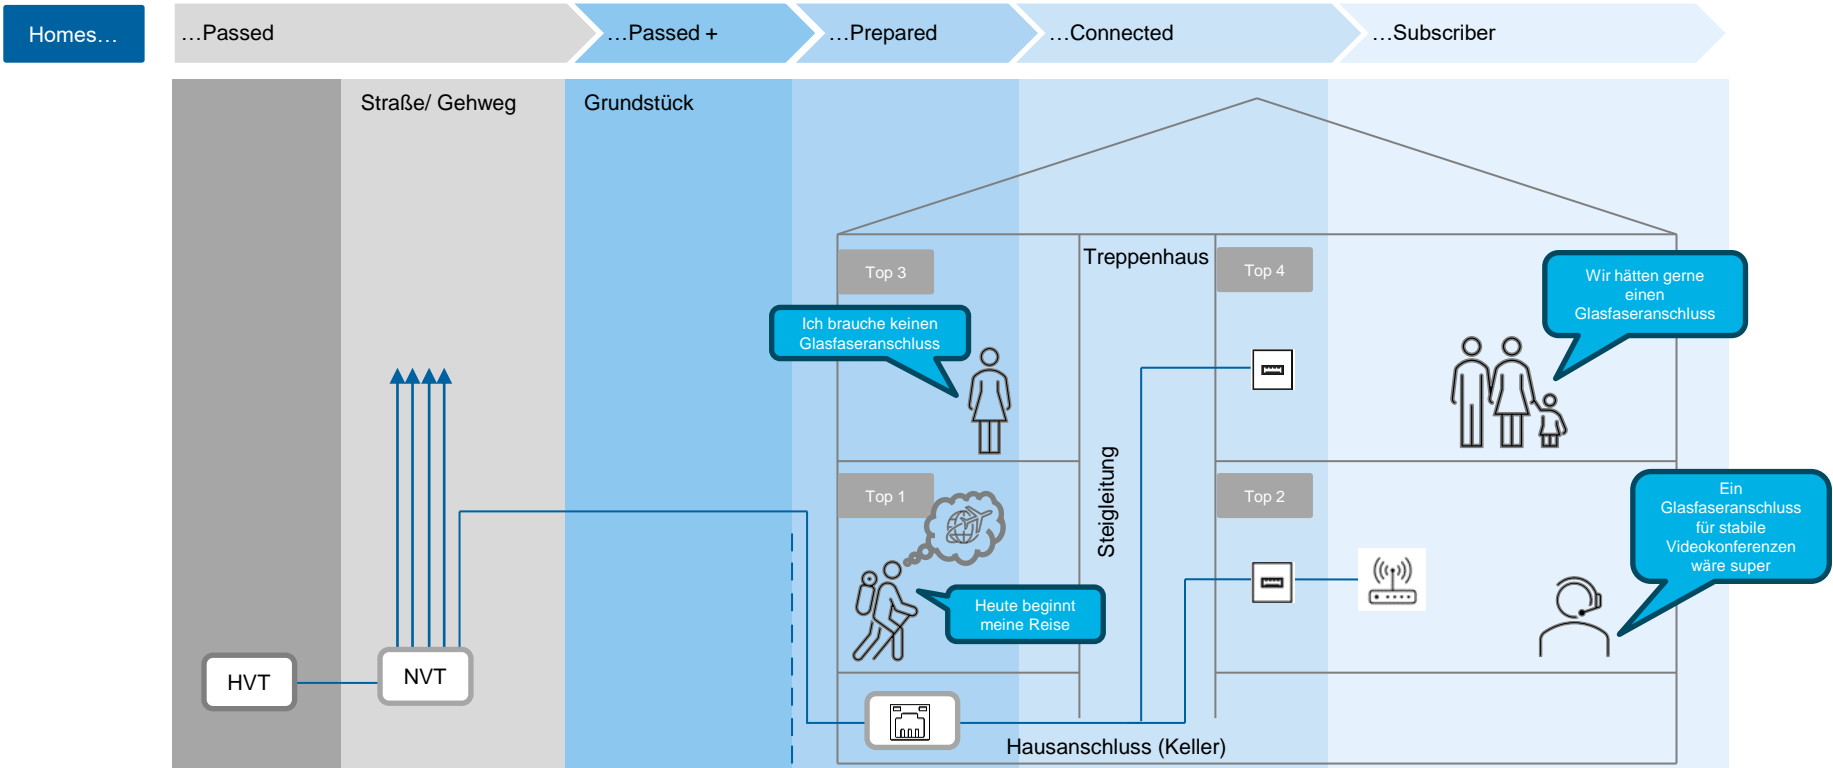 Homes…
…Passed
…Passed +
…Prepared
…Connected
…Subscriber
Straße/ Gehweg
Grundstück
Treppenhaus
Top 3
Top 4
Ich brauche keinen
Glasfaseranschluss
Wir hätten gerne
einen
Glasfaseranschluss
Steigleitung
Top 1
Top 2
Ein
Glasfaseranschluss
für stabile
Videokonferenzen
wäre super
Heute beginnt
meine Reise
HVT
NVT
Hausanschluss (Keller)